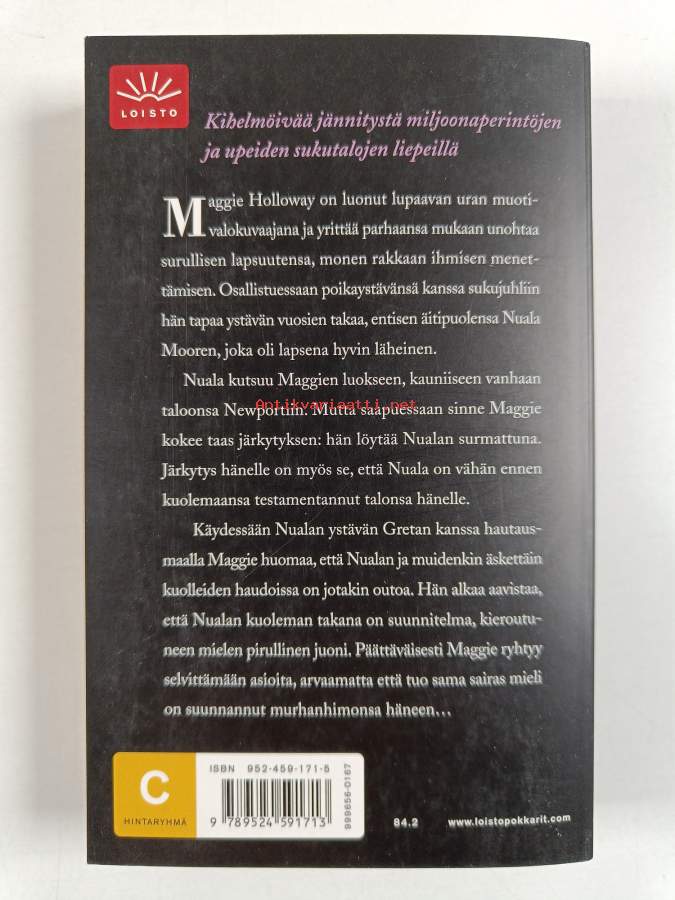 LOISTO
Kihelmöivää jännitystä miljoonaperintöjen
ja upeiden sukutalojen liepeillä
Maggie Holloway on luonut lupaavan uran muoti-
valokuvaajana ja yrittää parhaansa mukaan unohtaa
surullisen lapsuutensa, monen rakkaan ihmisen menet-
tämisen. Osallistuessaan poikaystävänsä kanssa sukujuhliin
hän tapaa ystävän vuosien takaa, entisen äitipuolensa Nuala
Mooren, joka oli lapsena hyvin läheinen.
Nuala kutsuu Maggien luokseen, kauniiseen vanhaan
taloonsa Newportiin. Mutta saapuessaan sinne Maggie
Antikvariaatti.net
kokee taas järkytyksen: hän löytää Nualan surmattuna.
Järkytys hänelle on myös se, että Nuala on vähän ennen
kuolemaansa testamentannut talonsa hänelle.
Käydessään Nualan ystävän Gretan kanssa hautaus-
maalla Maggie huomaa, että Nualan ja muidenkin äskettäin
kuolleiden haudoissa on jotakin outoa. Hän alkaa aavistaa,
että Nualan kuoleman takana on suunnitelma, kieroutu-
neen mielen pirullinen juoni. Päättäväisesti Maggie ryhtyy
selvittämään asioita, arvaamatta että tuo sama sairas mieli
on suunnannut murhanhimonsa häneen...
C
HINTARYHMÄ
ISBN 952-459-171-5
9 789524 591713
999656-0167
84.2
www.loistopokkarit.com